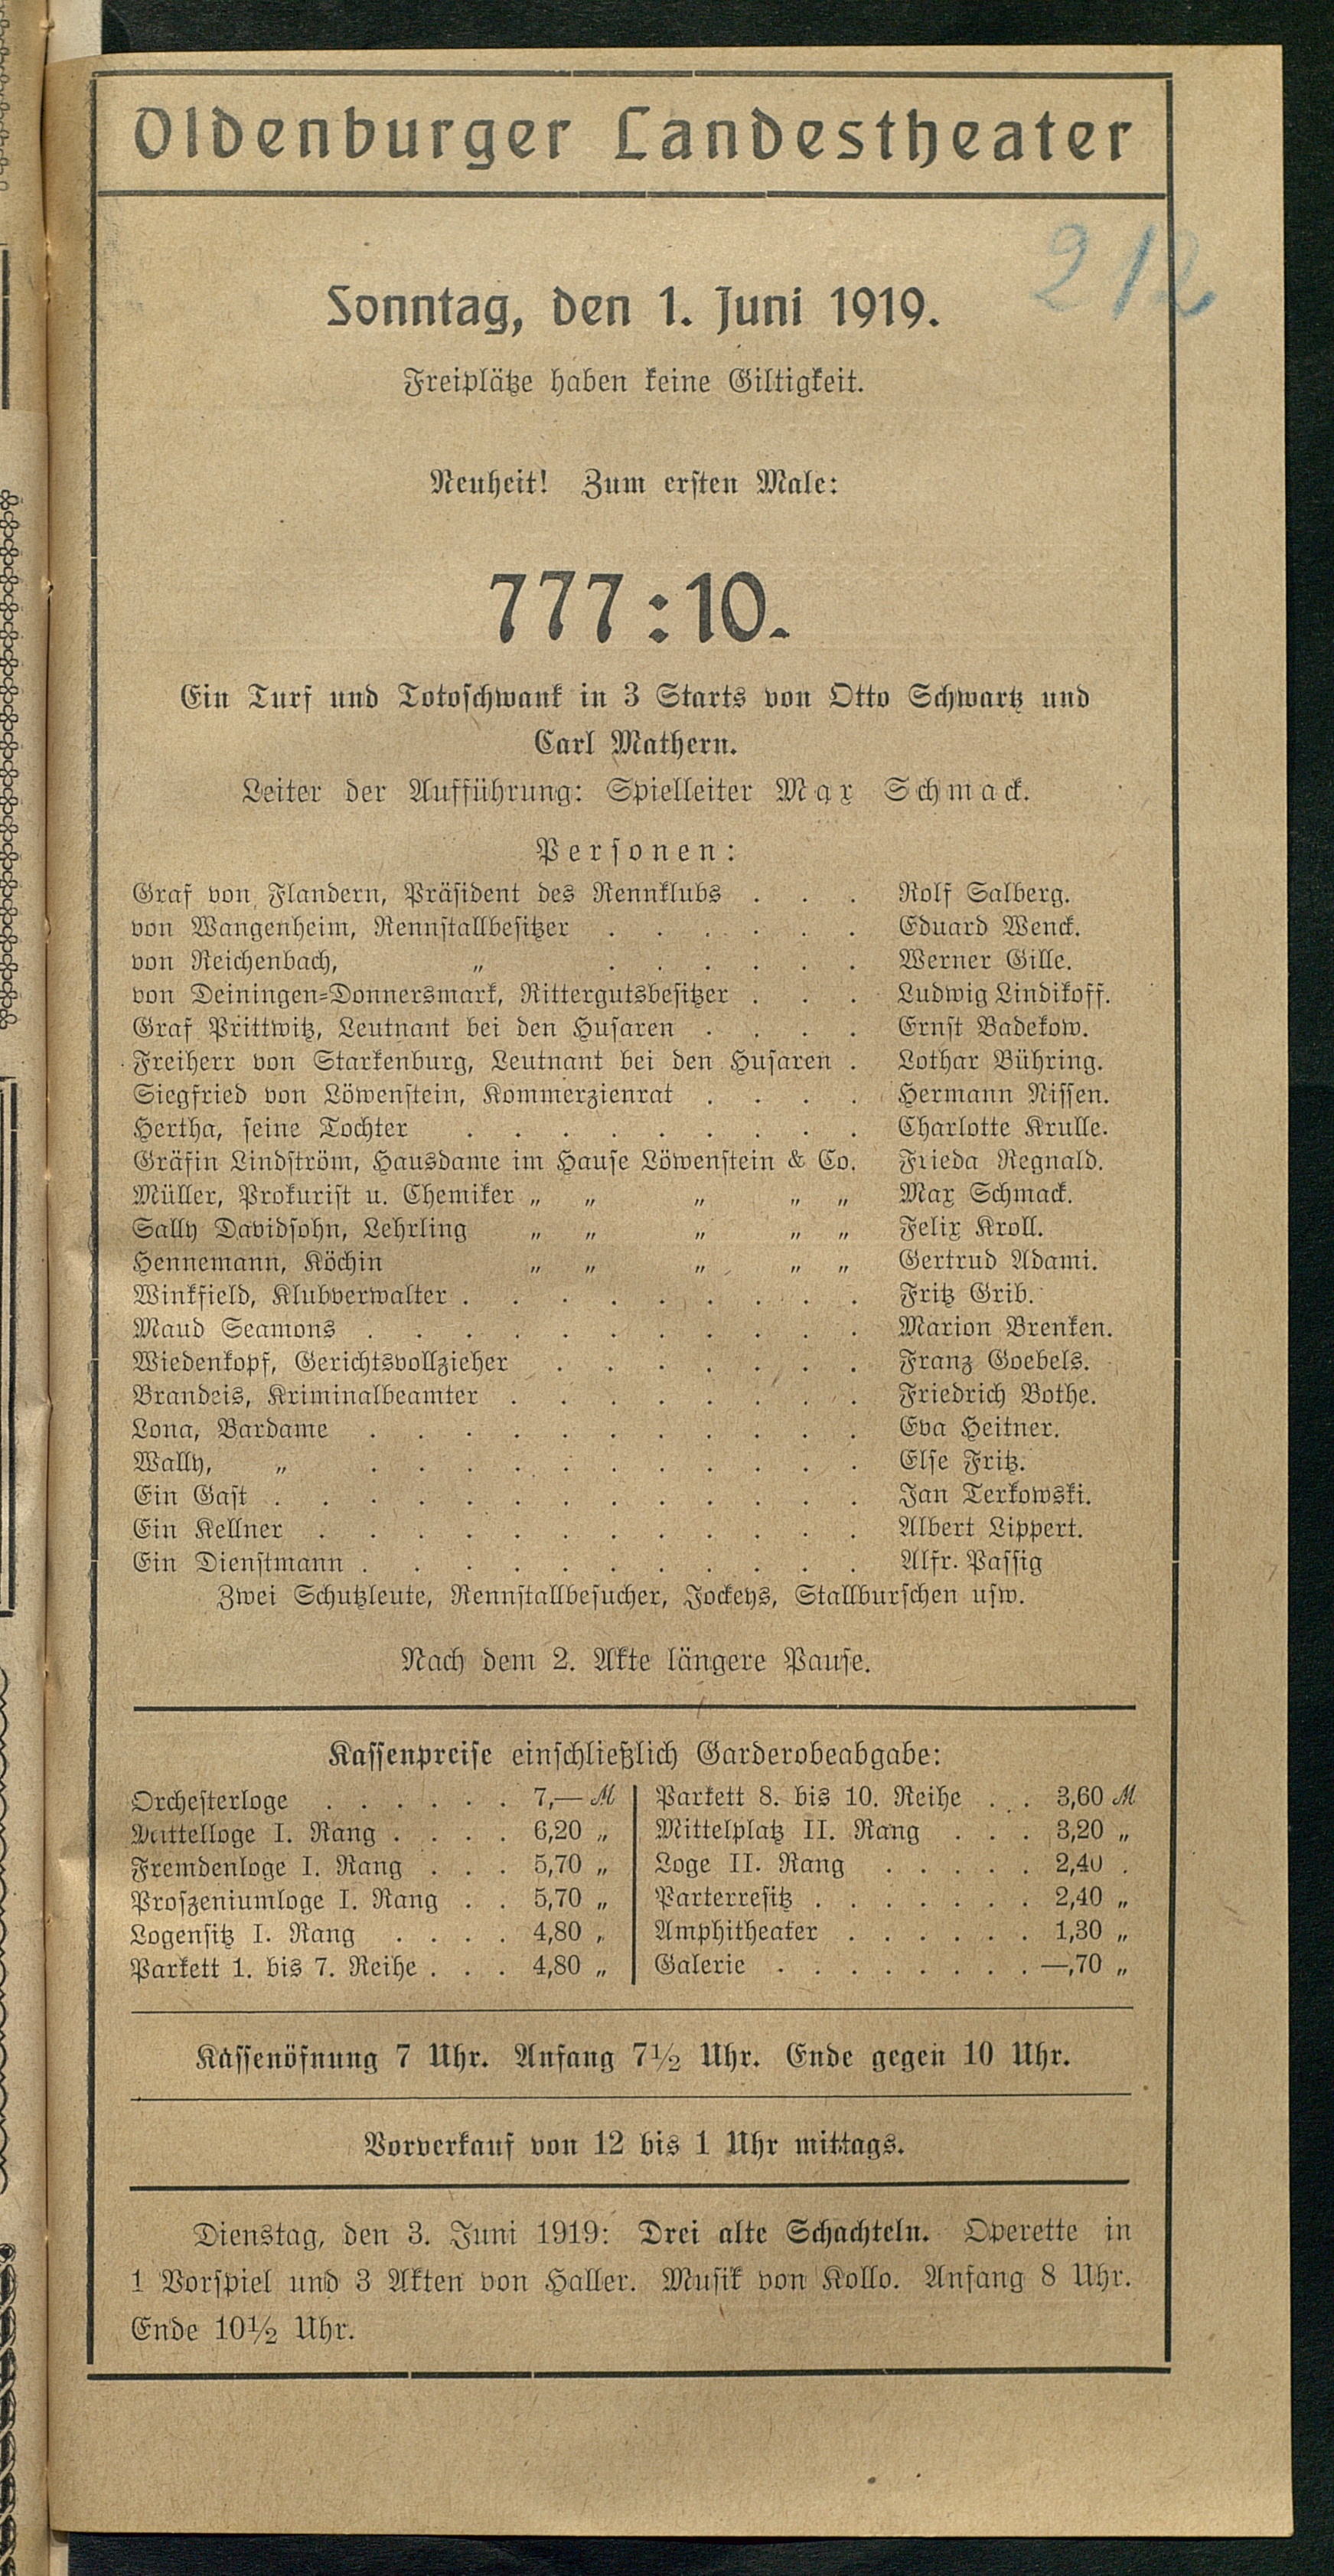 Oldenburger Landestheater
212
Sonntag, den 1. Juni 1919.
Freiplätze haben keine Giltigkeit.
Neuheit! Zum ersten Male:
777:10.
Ein Turf und Totoschwank in 3 Starts von Otto Schwartz und
Carl Mathern.
Leiter der Aufführung: Spielleiter Max Schmack.
Personen:
Graf von Flandern, Präsident des Rennklubs . . . Rolf Salberg.
von Wangenheim, Rennstallbesitzer . . . . . . Eduard Wenck.
von Reichenbach, „ . . . . . . Werner Gille.
von Deiningen=Donnersmark, Rittergutsbesitzer . . . Ludwig Lindikoff.
Graf Prittwitz, Leutnant bei den Husaren . . . . Ernst Badekow.
Freiherr von Starkenburg, Leutnant bei den Husaren . Lothar Bühring.
Siegfried von Löwenstein, Kommerzienrat . . . . Hermann Nissen.
Hertha, seine Tochter . . . . . . . . . Charlotte Krulle.
Gräfin Lindström, Hausdame im Hause Löwenstein & Co. Frieda Regnald.
Müller, Prokurist u. Chemiker „ „ „ „ „ Max Schmack.
Sally Davidsohn, Lehrling „ „ „ „ „ Felix Kroll.
Hennemann, Köchin „ „ „ „ „ Gertrud Adami.
Winkfield, Klubverwalter . . . . . . . . . Fritz Grib.
Maud Seamons . . . . . . . . . . . Marion Brenken.
Wiedenkopf, Gerichtsvollzieher . . . . . . . Franz Goebels.
Brandeis, Kriminalbeamter . . . . . . . . Friedrich Bothe.
Lona, Bardame . . . . . . . . . . . Eva Heitner.
Wally, „ . . . . . . . . . . . Else Fritz.
Ein Gast . . . . . . . . . . . . . Jan Terkowski.
Ein Kellner . . . . . . . . . . . . Albert Lippert.
Ein Dienstmann . . . . . . . . . . . Alfr. Passig
Zwei Schutzleute, Rennstallbesucher, Jockeys, Stallburschen usw.
Nach dem 2. Akte längere Pause.
Kassenpreise einschließlich Garderobeabgabe:
Orchesterloge . . . . . . 7,— M
Mittelloge I. Rang . . . . 6,20 „
Fremdenloge I. Rang . . . 5,70 „
Proszeniumloge I. Rang . . 5,70 „
Logensitz I. Rang . . . . 4,80 „
Parkett 1. bis 7. Reihe . . . 4,80 „
Parkett 8. bis 10. Reihe . . 3,60 M
Mittelplatz II. Rang . . . 3,20 „
Loge II. Rang . . . . . 2,40 .
Parterresitz . . . . . . . 2,40 „
Amphitheater . . . . . . 1,30 „
Galerie . . . . . . . . —,70 „
Kassenöfnung 7 Uhr. Anfang 7½ Uhr. Ende gegen 10 Uhr.
Vorverkauf von 12 bis 1 Uhr mittags.
Dienstag, den 3. Juni 1919: Drei alte Schachteln. Operette in
1 Vorspiel und 3 Akten von Haller. Musik von Kollo. Anfang 8 Uhr.
Ende 10½ Uhr.